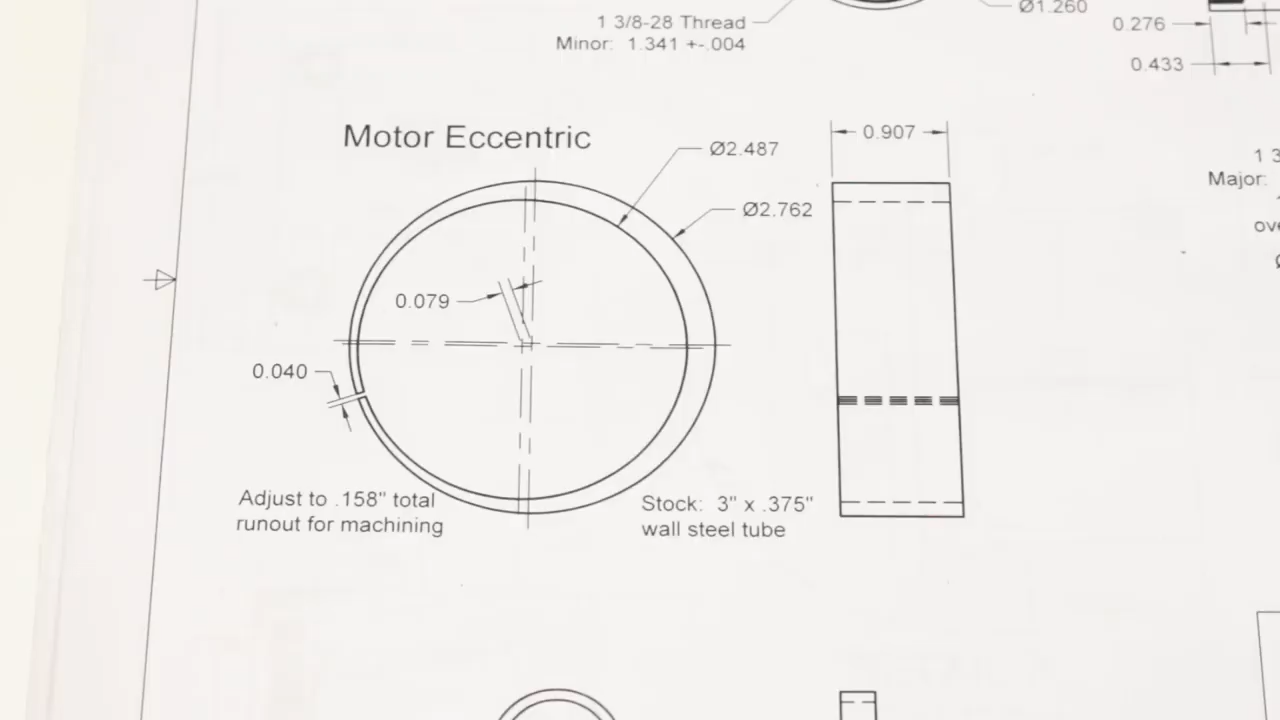 1 3/8-28 Thread
Minor: 1.341 +-.004
Ø1.260
0.276
0.433
Motor Eccentric
Ø2.487
Ø2.762
0.907
1 3
Major:
ove
0.079
0.040
Adjust to .158" total
runout for machining
Stock: 3" x .375"
wall steel tube